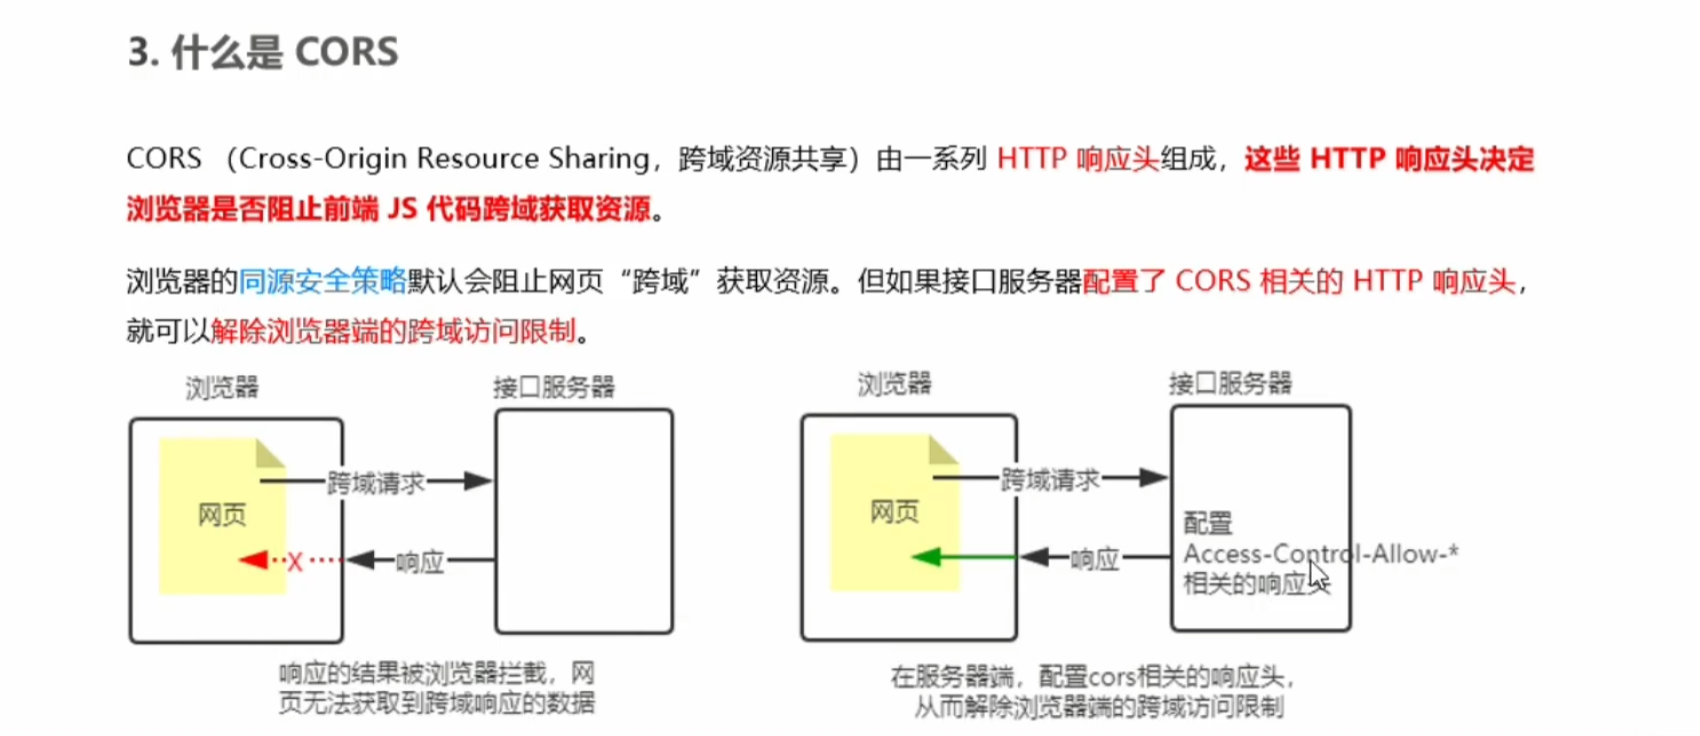 3. 什么是 CORS
CORS （Cross-Origin Resource Sharing，跨域资源共享）由一系列 HTTP 响应头组成，这些 HTTP 响应头决定
浏览器是否阻止前端 JS 代码跨域获取资源。
浏览器的同源安全策略默认会阻止网页“跨域”获取资源。但如果接口服务器配置了 CORS 相关的 HTTP 响应头，
就可以解除浏览器端的跨域访问限制。
浏览器
接口服务器
网页
跨域请求
X
响应
响应的结果被浏览器拦截，网
页无法获取到跨域响应的数据
浏览器
接口服务器
网页
跨域请求
响应
配置
Access-Control-Allow-*
相关的响应头
在服务器端，配置cors相关的响应头，
从而解除浏览器端的跨域访问限制